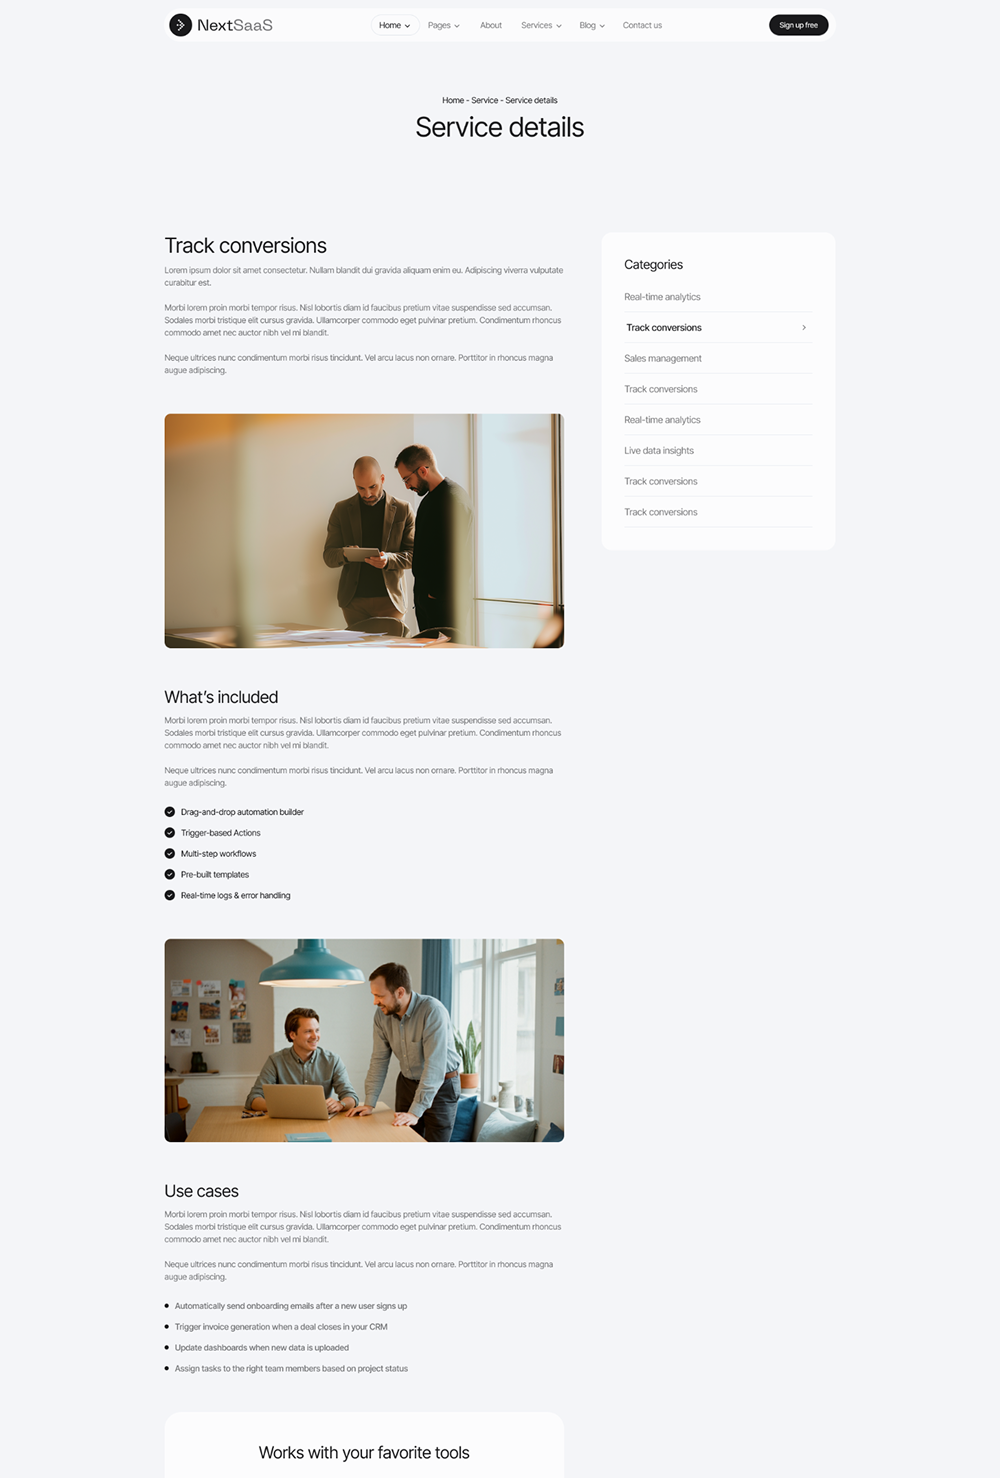 NextSaaS
Home
Pages
About
Services
Blog
Contact us
Sign up free
Home - Service - Service details
Service details
Track conversions
Lorem ipsum dolor sit amet consectetur. Nullam blandit dui gravida aliquam enim eu. Adipiscing viverra vulputate
curabitur est.
Morbi lorem proin morbi tempor risus. Nisl lobortis diam id faucibus pretium vitae suspendisse sed accumsan.
Sodales morbi tristique elit cursus gravida. Ullamcorper commodo eget pulvinar pretium. Condimentum rhoncus
commodo amet nec auctor nibh vel mi blandit.
Neque ultrices nunc condimentum morbi risus tincidunt. Vel arcu lacus non ornare. Porttitor in rhoncus magna
augue adipiscing.
Categories
Real-time analytics
Track conversions
Sales management
Track conversions
Real-time analytics
Live data insights
Track conversions
Track conversions
What's included
Morbi lorem proin morbi tempor risus. Nisl lobortis diam id faucibus pretium vitae suspendisse sed accumsan.
Sodales morbi tristique elit cursus gravida. Ullamcorper commodo eget pulvinar pretium. Condimentum rhoncus
commodo amet nec auctor nibh vel mi blandit.
Neque ultrices nunc condimentum morbi risus tincidunt. Vel arcu lacus non ornare. Porttitor in rhoncus magna
augue adipiscing.
Drag-and-drop automation builder
Trigger-based Actions
Multi-step workflows
Pre-built templates
Real-time logs & error handling
Use cases
Morbi lorem proin morbi tempor risus. Nisl lobortis diam id faucibus pretium vitae suspendisse sed accumsan.
Sodales morbi tristique elit cursus gravida. Ullamcorper commodo eget pulvinar pretium. Condimentum rhoncus
commodo amet nec auctor nibh vel mi blandit.
Neque ultrices nunc condimentum morbi risus tincidunt. Vel arcu lacus non ornare. Porttitor in rhoncus magna
augue adipiscing.
Automatically send onboarding emails after a new user signs up
Trigger invoice generation when a deal closes in your CRM
Update dashboards when new data is uploaded
Assign tasks to the right team members based on project status
Works with your favorite tools